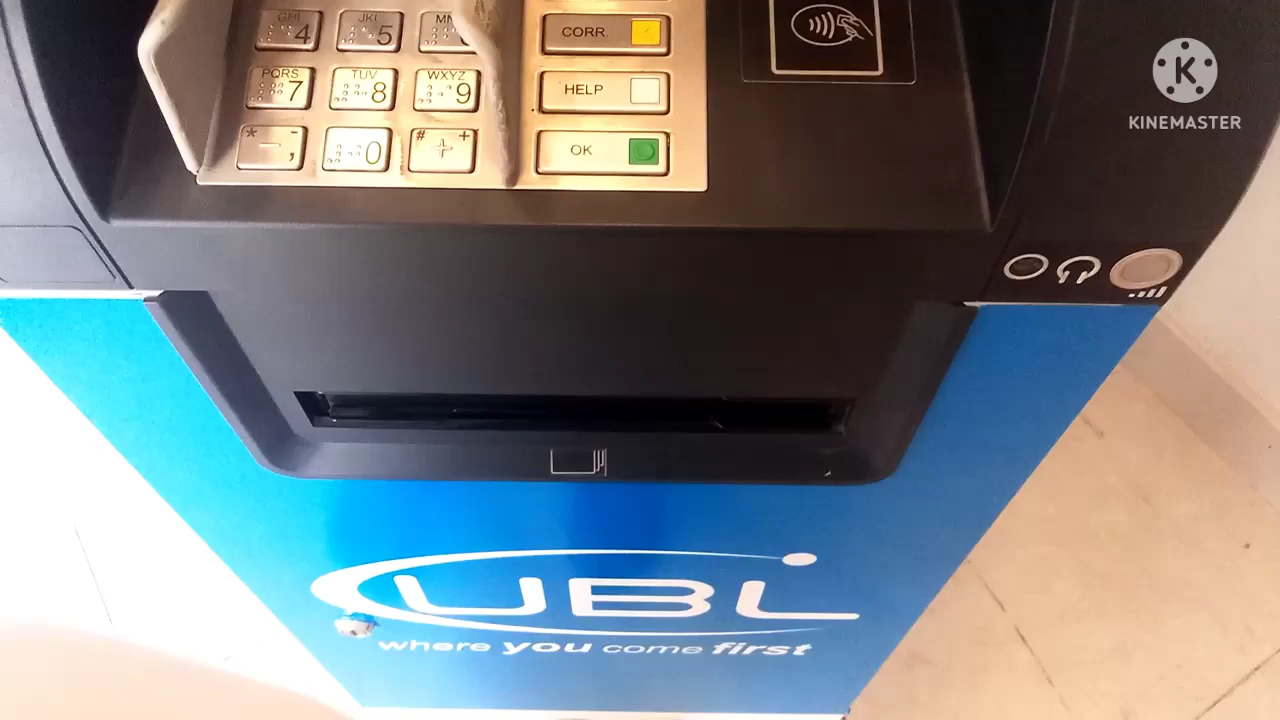 GHI 4 JKL 5 MN
CORR.
PQRS 7 TUV 8 WXYZ 9
HELP
* - , 0 # +
OK
KINEMASTER
UBL
where you come first